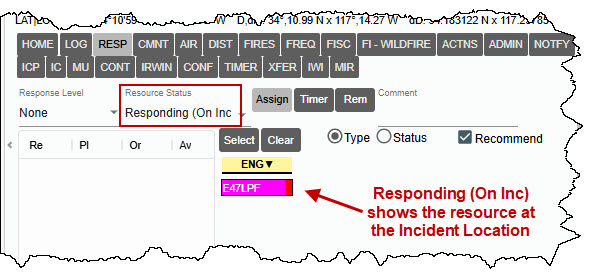 HOME LOG RESP CMNT AIR DIST FIRES FREQ FISC FI - WILDFIRE ACTNS ADMIN NOTFY
ICP IC MU CONT IRWIN CONF TIMER XFER IWI MIR
Response Level Resource Status Comment
None Responding (On Inc Assign Timer Rem
Re Pl Or Av Select Clear Type Status Recommend
ENG▼
E47LPF
Responding (On Inc)
shows the resource at
the Incident Location